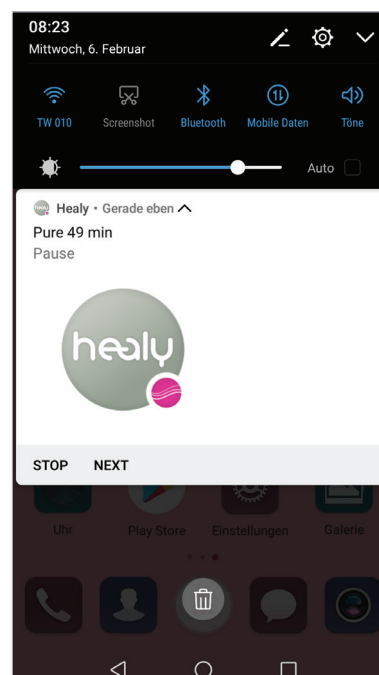 08:23
Mittwoch, 6. Februar
TW 010 Screenshot Bluetooth Mobile Daten Töne
Auto
Healy • Gerade eben
Pure 49 min
Pause
healy
STOP NEXT
Uhr Play Store Einstellungen Galerie